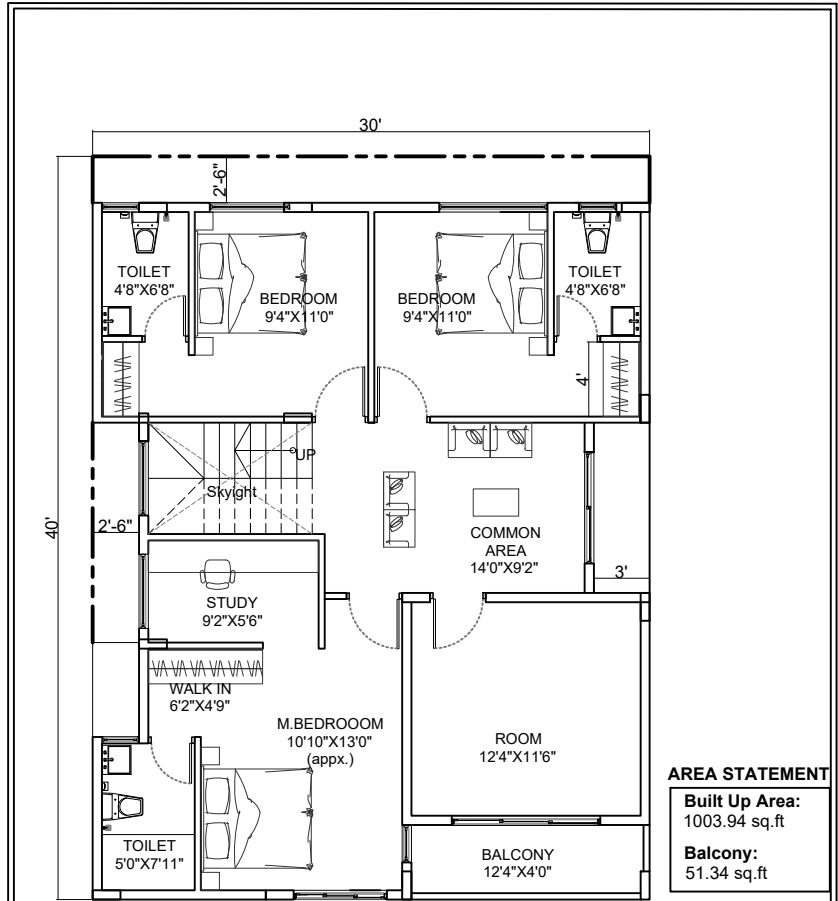 30'
2'-6"
TOILET
4'8"X6'8"
BEDROOM
9'4"X11'0"
BEDROOM
9'4"X11'0"
TOILET
4'8"X6'8"
4'
UP
Skyight
40'
2'-6"
COMMON
AREA
14'0"X9'2"
3'
STUDY
9'2"X5'6"
WALK IN
6'2"X4'9"
M.BEDROOOM
10'10"X13'0"
(appx.)
ROOM
12'4"X11'6"
TOILET
5'0"X7'11"
BALCONY
12'4"X4'0"
AREA STATEMENT
Built Up Area:
1003.94 sq.ft
Balcony:
51.34 sq.ft